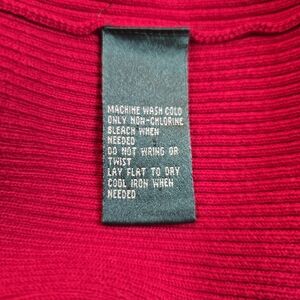 MACHINE WASH COLD
ONLY NON-CHLORINE
BLEACH WHEN
NEEDED
DO NOT WRING OR
TWIST
LAY FLAT TO DRY
COOL IRON WHEN
NEEDED